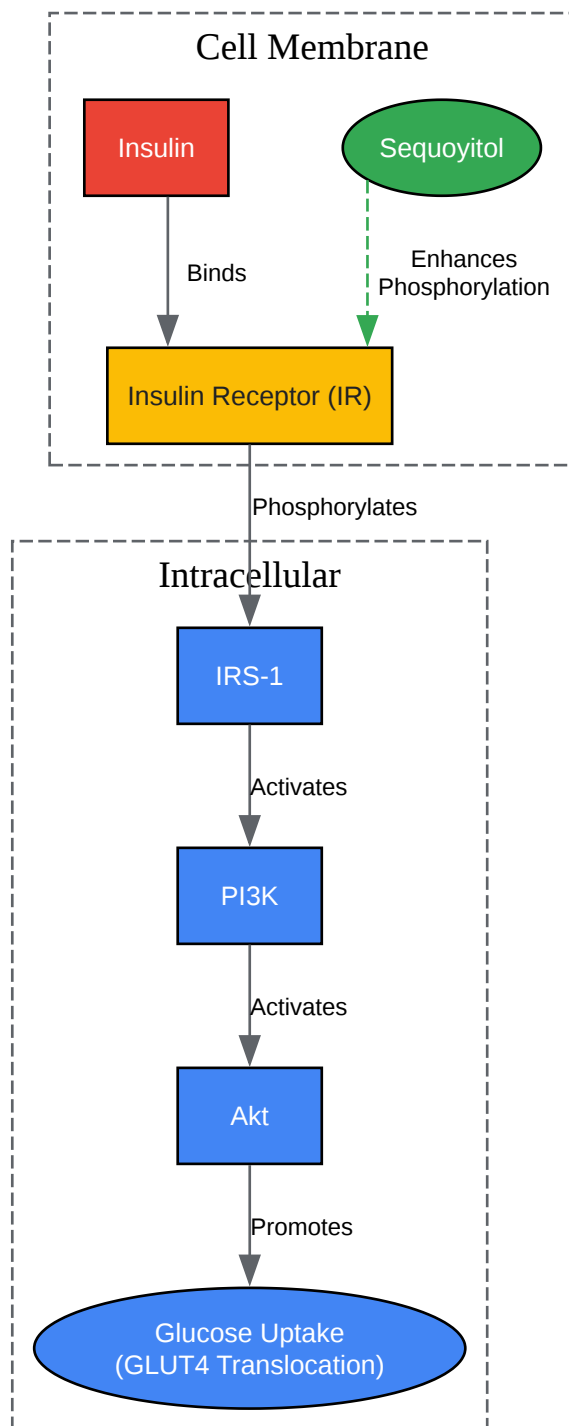 Cell Membrane
Insulin
Sequoyitol
Binds
Enhances
Phosphorylation
Insulin Receptor (IR)
Phosphorylates
Intracellular
IRS-1
Activates
PI3K
Activates
Akt
Promotes
Glucose Uptake
(GLUT4 Translocation)